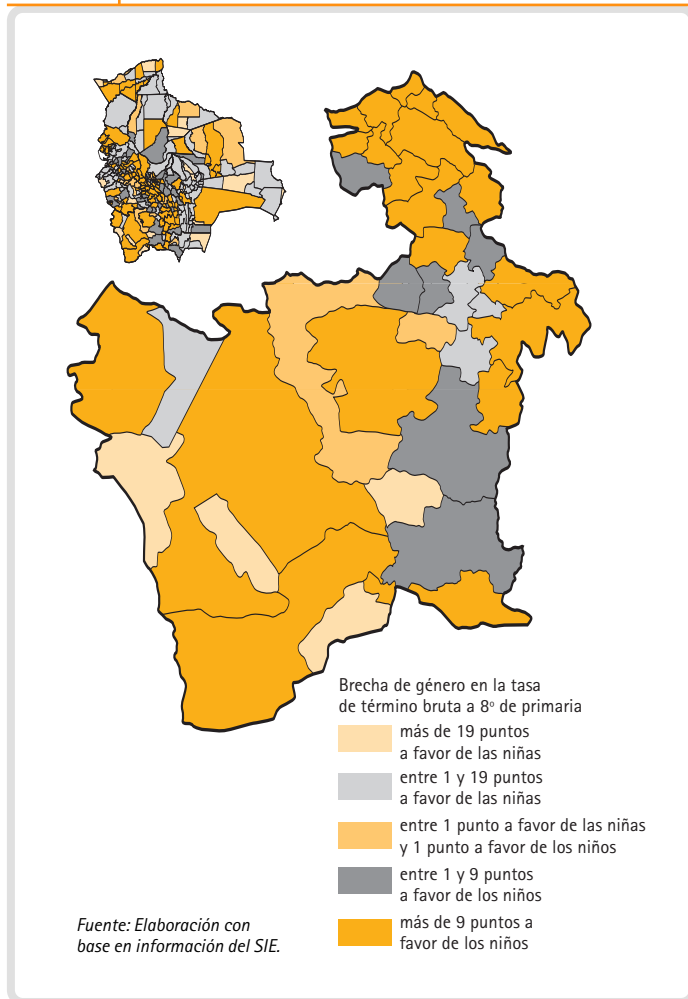 Brecha de género en la tasa
de término bruta a 8º de primaria
más de 19 puntos
a favor de las niñas
entre 1 y 19 puntos
a favor de las niñas
entre 1 punto a favor de las niñas
y 1 punto a favor de los niños
entre 1 y 9 puntos
a favor de los niños
más de 9 puntos a
favor de los niños
Fuente: Elaboración con
base en información del SIE.